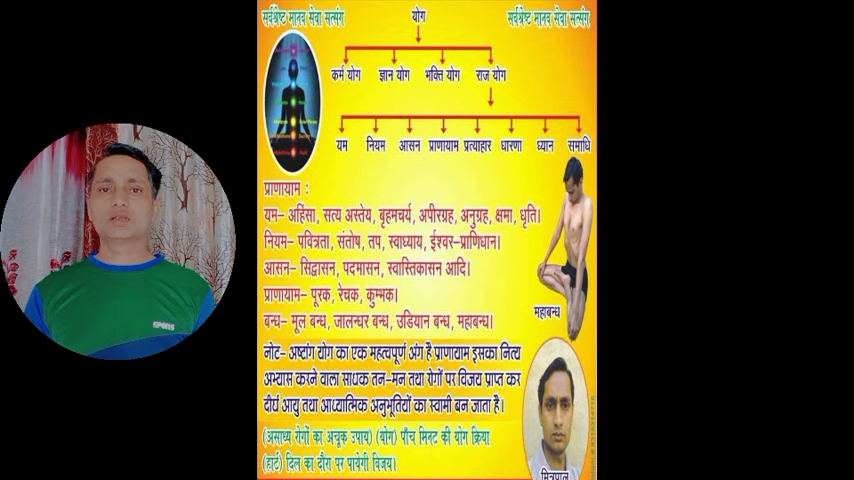 सर्वश्रेष्ट मानव सेवा सत्संग
योग
सर्वश्रेष्ट मानव सेवा सत्संग
कर्म योग ज्ञान योग भक्ति योग राज योग
यम नियम आसन प्राणायाम प्रत्याहार धारणा ध्यान समाधि
प्राणायाम :
यम– अहिंसा, सत्य अस्तेय, बृहमचर्य, अपीरग्रह, अनुग्रह, क्षमा, धृति।
नियम– पवित्रता, संतोष, तप, स्वाध्याय, ईश्वर–प्राणिधान।
आसन– सिद्वासन, पदमासन, स्वास्तिकासन आदि।
प्राणायाम– पूरक, रेचक, कुम्भक।
बन्ध– मूल बन्ध, जालन्धर बन्ध, उडियान बन्ध, महाबन्ध।
महाबन्ध
नोट– अष्टांग योग का एक महत्वपूर्ण अंग है प्राणायाम इसका नित्य
अभ्यास करने वाला साधक तन–मन तथा रोगों पर विजय प्राप्त कर
दीर्घ आयु तथा आध्यात्मिक अनुभूतियों का स्वामी बन जाता है।
(असाध्य रोगों का अचूक उपाय) (योग) पाँच मिनट की योग क्रिया
(हार्ट) दिल का दौरा पर पायेगी विजय।
मित्रपाल
SPORTS